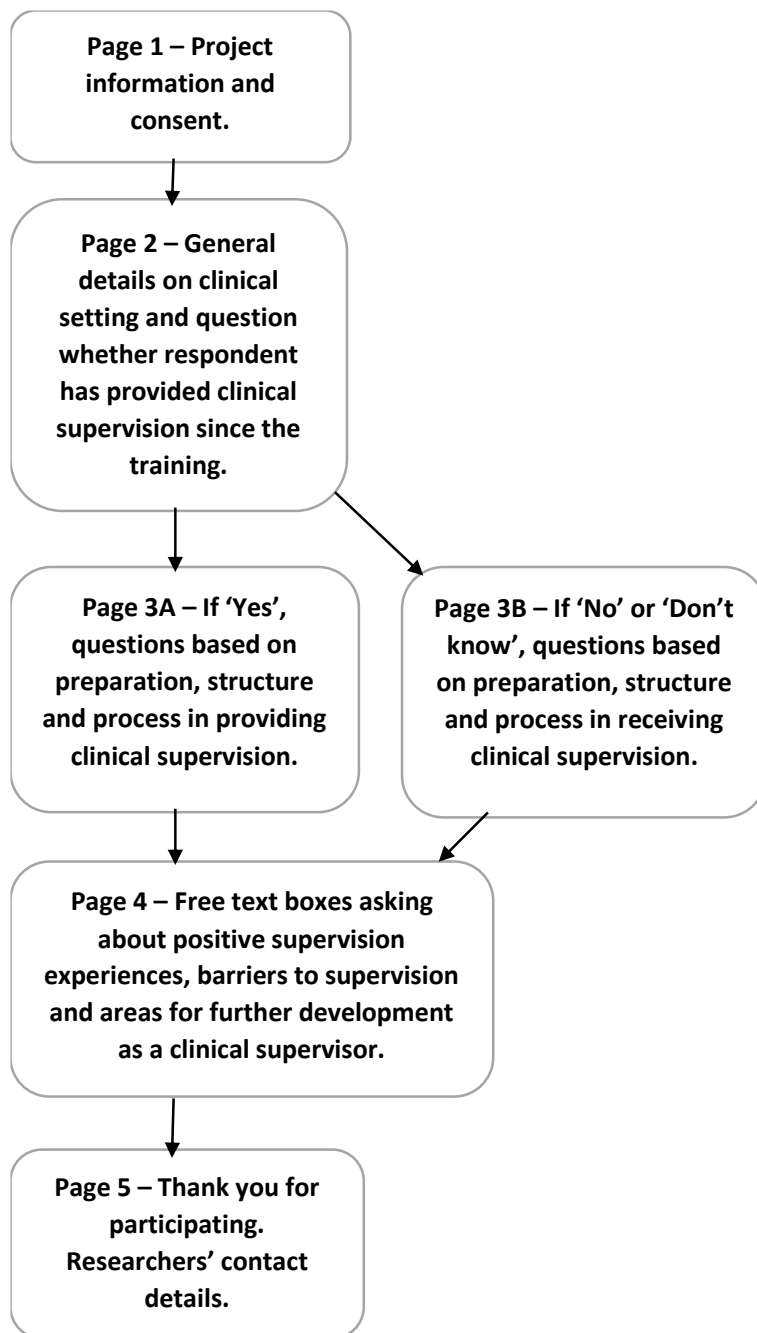 Page 1 – Project
information and
consent.
Page 2 – General
details on clinical
setting and question
whether respondent
has provided clinical
supervision since the
training.
Page 3A – If ‘Yes’,
questions based on
preparation, structure
and process in providing
clinical supervision.
Page 3B – If ‘No’ or ‘Don’t
know’, questions based
on preparation, structure
and process in receiving
clinical supervision.
Page 4 – Free text boxes asking
about positive supervision
experiences, barriers to supervision
and areas for further development
as a clinical supervisor.
Page 5 – Thank you for
participating.
Researchers’ contact
details.